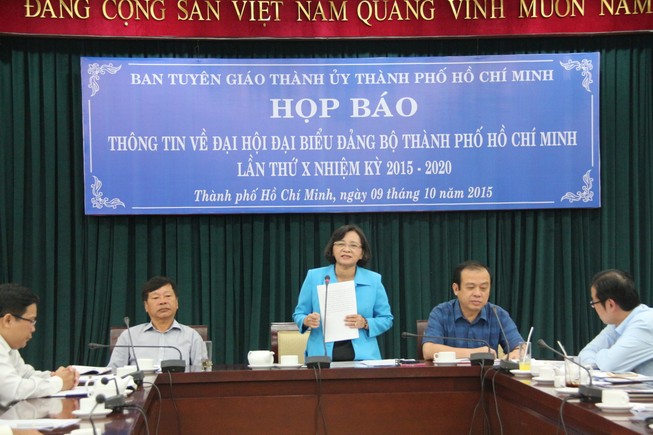 ĐẢNG CỘNG SẢN VIỆT NAM QUANG VINH MUÔN NĂM
BAN TUYÊN GIÁO THÀNH ỦY THÀNH PHỐ HỒ CHÍ MINH
HỌP BÁO
THÔNG TIN VỀ ĐẠI HỘI ĐẠI BIỂU ĐẢNG BỘ THÀNH PHỐ HỒ CHÍ MINH
LẦN THỨ X NHIỆM KỲ 2015 - 2020
Thành phố Hồ Chí Minh, ngày 09 tháng 10 năm 2015